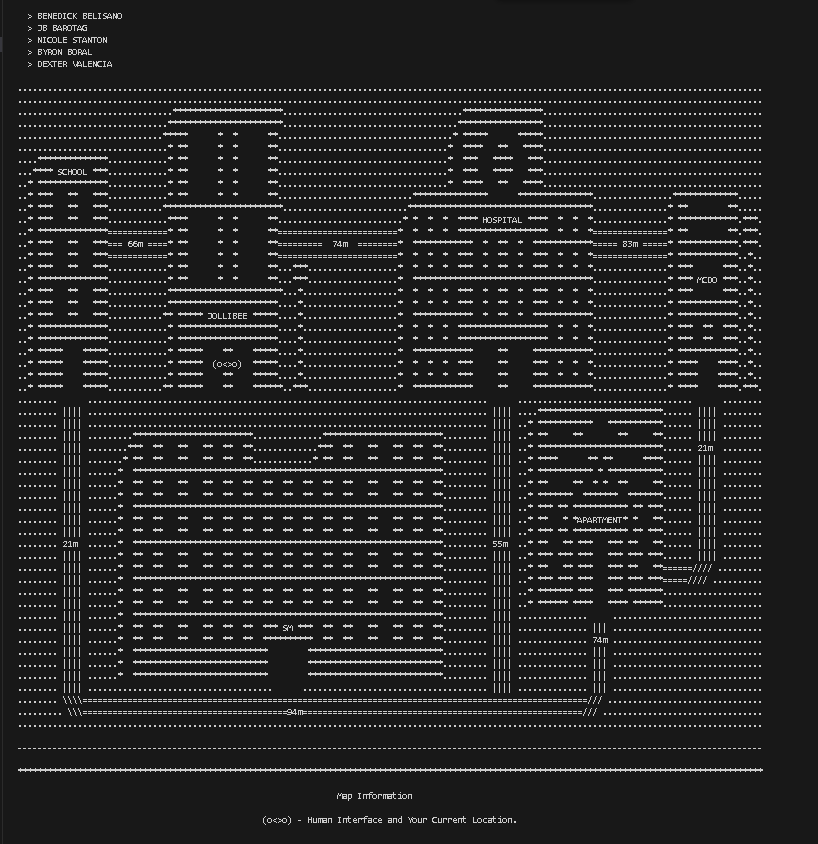 > BENEDICK BELISANO
> JB BAROTAG
> NICOLE STANTON
> BYRON BORAL
> DEXTER VALENCIA
SCHOOL
HOSPITAL
66m
74m
83m
MCDO
JOLLIBEE
(o<>o)
21m
APARTMENT
21m
55m
SM
74m
94m
Map Information
(o<>o) - Human Interface and Your Current Location.